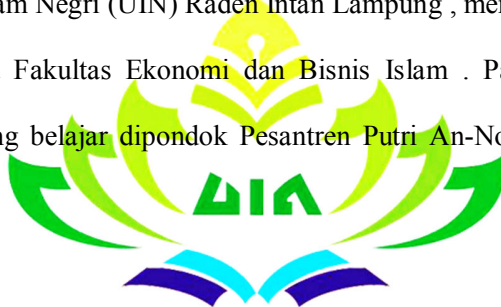 am Negri (UIN) Raden Intan Lampung , me
Fakultas Ekonomi dan Bisnis Islam . Pa
ng belajar dipondok Pesantren Putri An-No
UIN